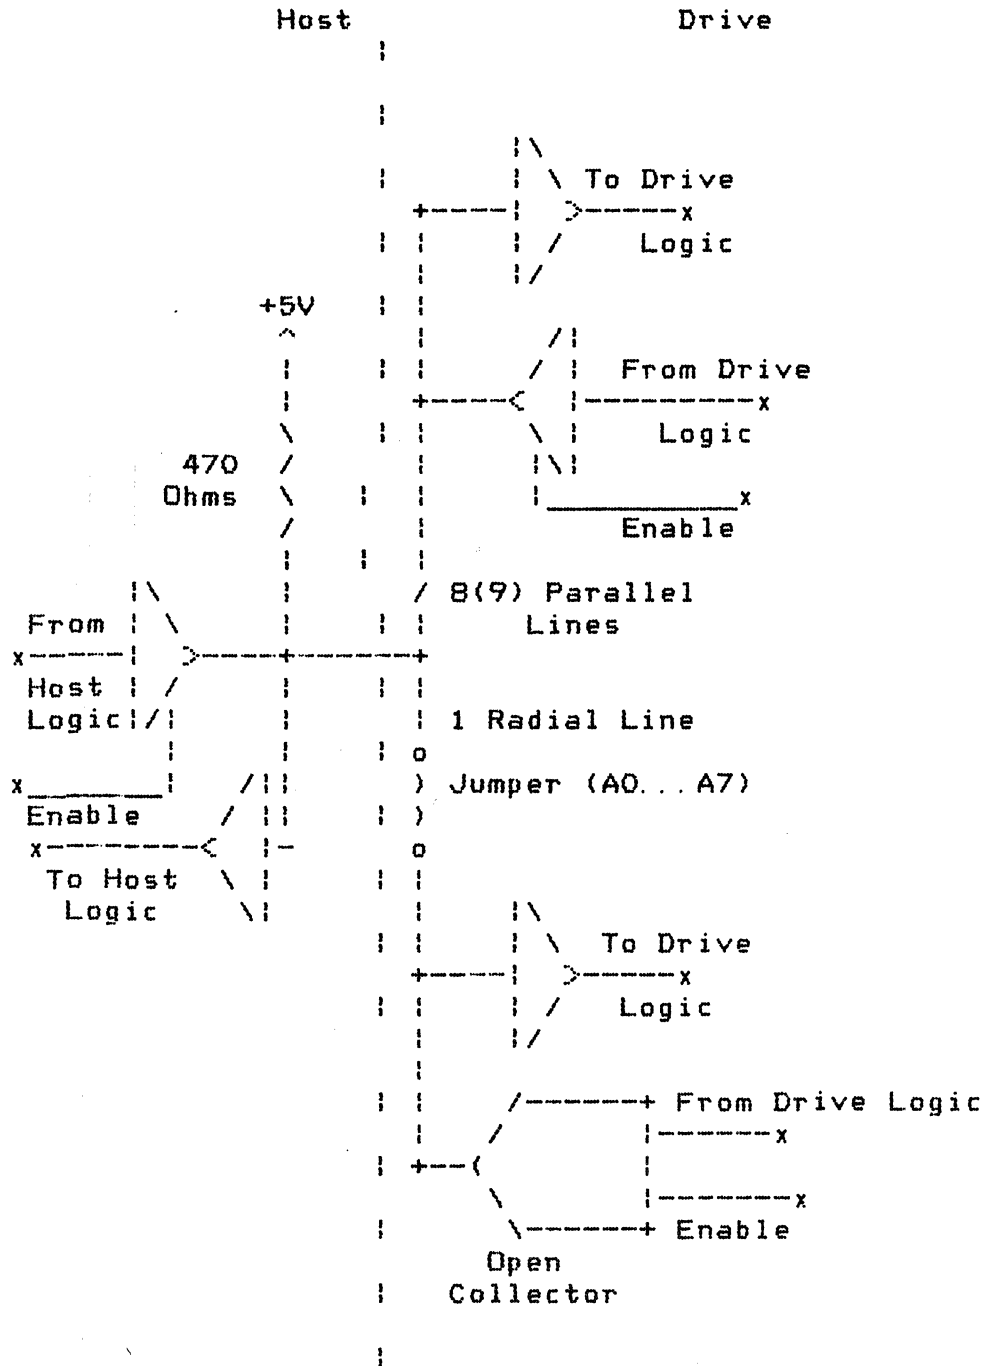 Host Drive
To Drive
x
Logic
+5V
From Drive
x
Logic
470
Ohms
x
Enable
8(9) Parallel
Lines
From
x
Host
Logic
1 Radial Line
x
Jumper (A0...A7)
Enable
x
To Host
Logic
To Drive
x
Logic
From Drive Logic
x
x
Enable
Open
Collector